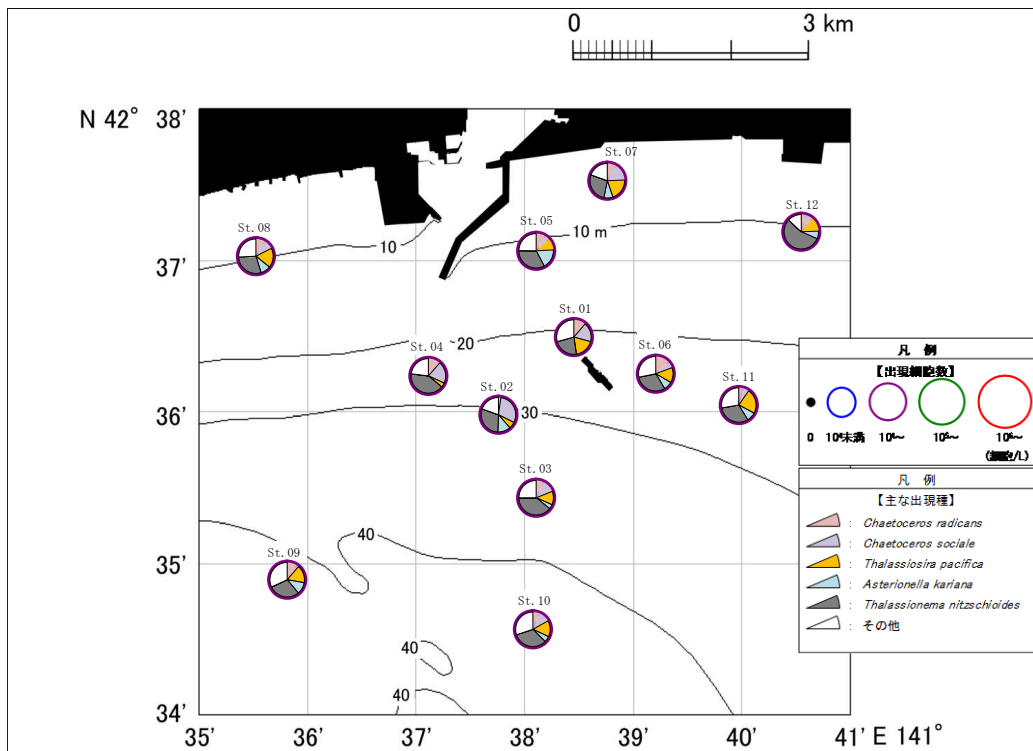 0 3 km
N 42° 38'
St.07
St.12
St.08
St.05
10
10 m
37'
St.01
20
St.04
St.06
St.11
St.02
36'
30
St.03
40
35'
St.09
St.10
40
40
34'
35' 36' 37' 38' 39' 40' 41' E 141°
凡 例
【出現細胞数】
0 10⁴未満 10⁴~ 10⁵~ 10⁶~
(細胞/L)
凡 例
【主な出現種】
: Chaetoceros radicans
: Chaetoceros sociale
: Thalassiosira pacifica
: Asterionella kariana
: Thalassionema nitzschioides
: その他